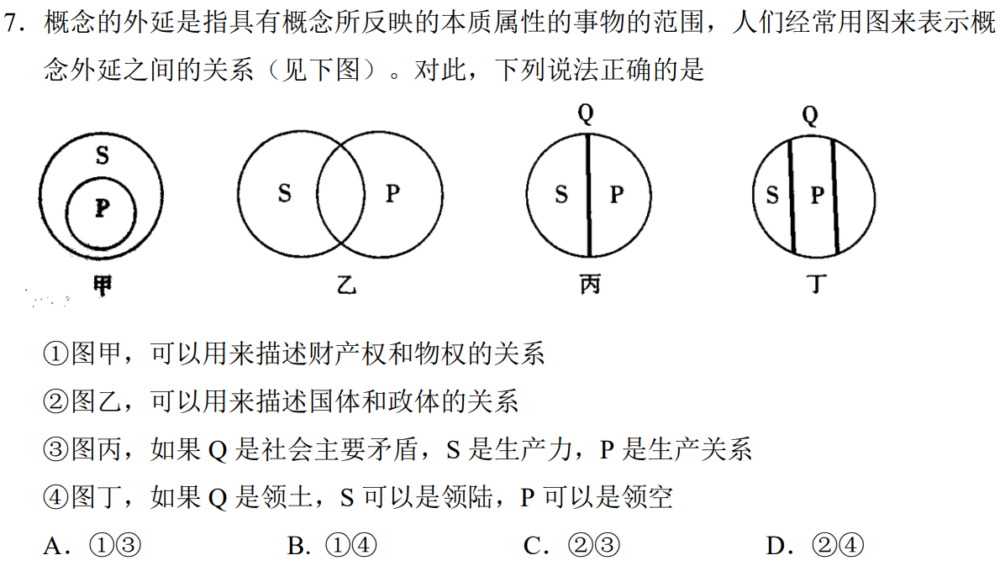 7．概念的外延是指具有概念所反映的本质属性的事物的范围，人们经常用图来表示概
念外延之间的关系（见下图）。对此，下列说法正确的是
Q Q
S
P
S P
S P
S P
甲 乙 丙 丁
①图甲，可以用来描述财产权和物权的关系
②图乙，可以用来描述国体和政体的关系
③图丙，如果 Q 是社会主要矛盾，S 是生产力，P 是生产关系
④图丁，如果 Q 是领土，S 可以是领陆，P 可以是领空
A．①③ B. ①④ C．②③ D．②④